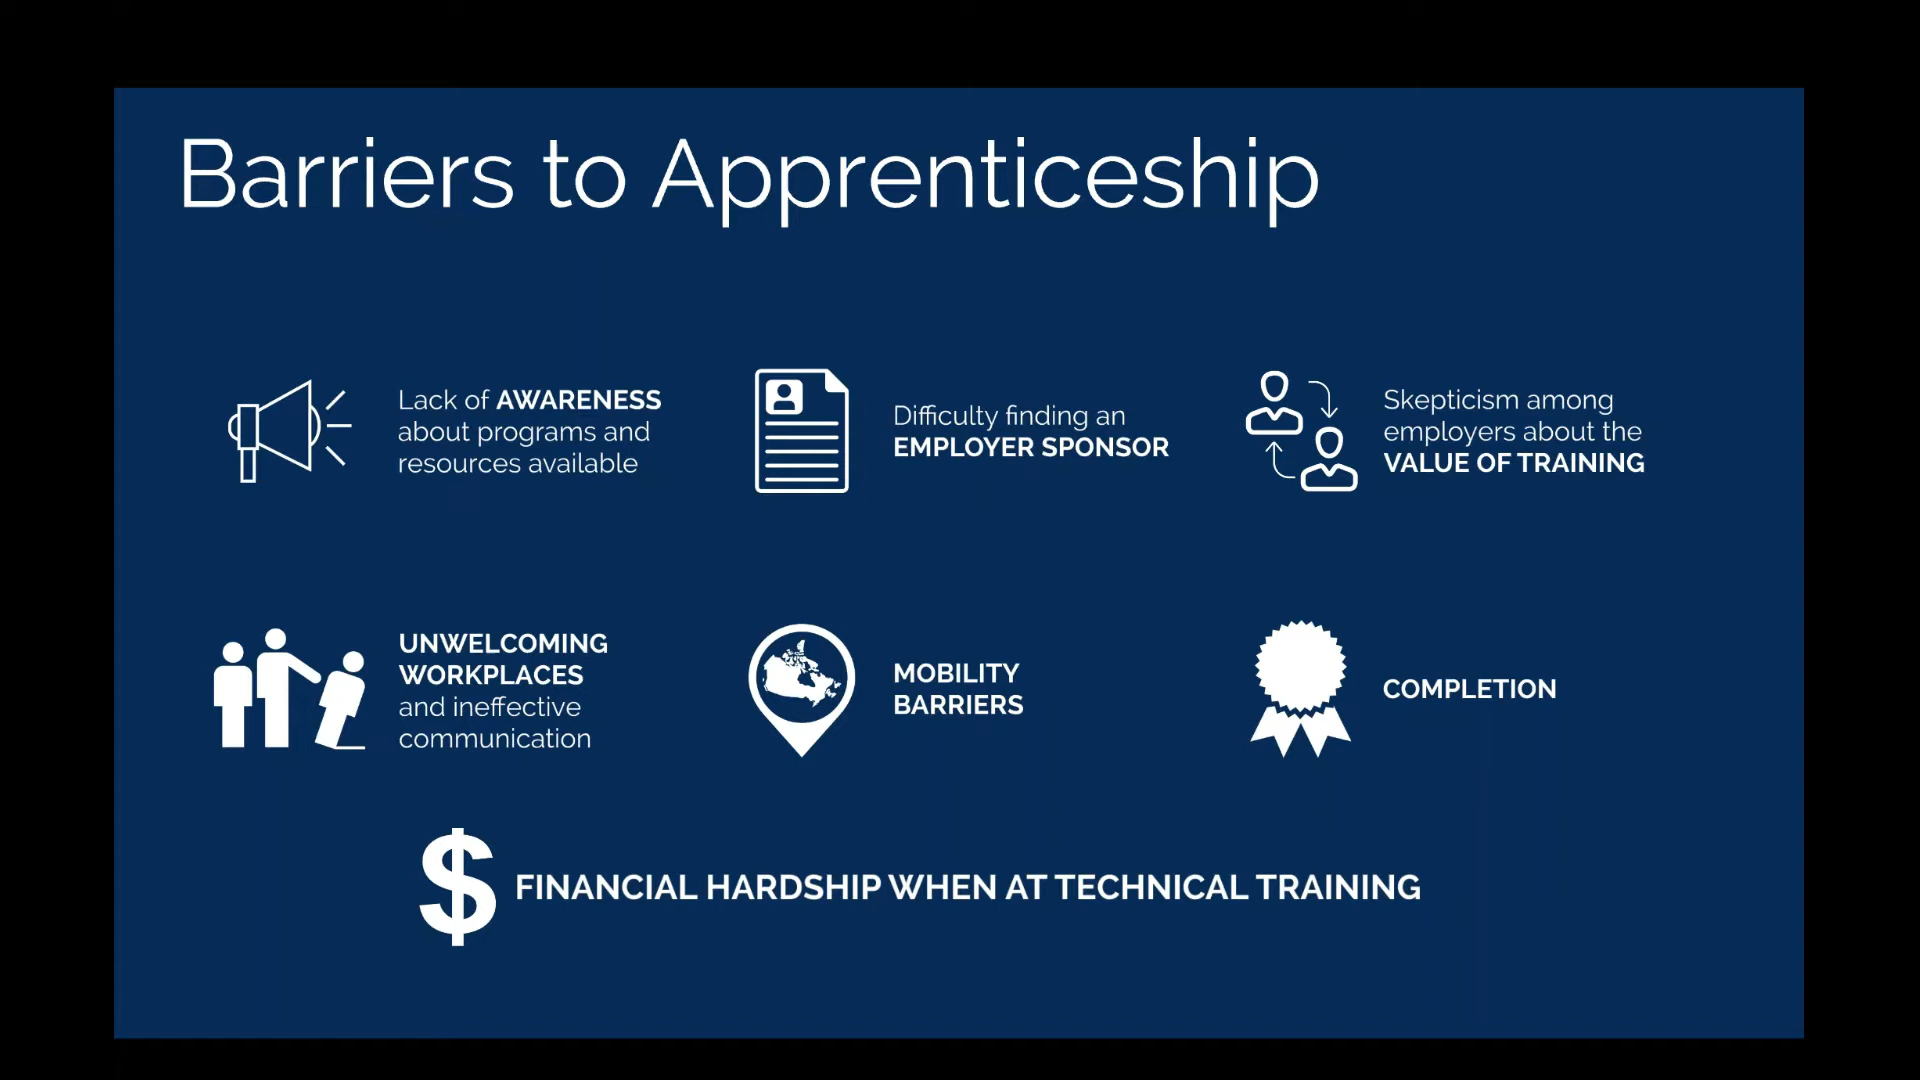 Barriers to Apprenticeship
Lack of AWARENESS
about programs and
resources available
Difficulty finding an
EMPLOYER SPONSOR
Skepticism among
employers about the
VALUE OF TRAINING
UNWELCOMING
WORKPLACES
and ineffective
communication
MOBILITY
BARRIERS
COMPLETION
$ FINANCIAL HARDSHIP WHEN AT TECHNICAL TRAINING